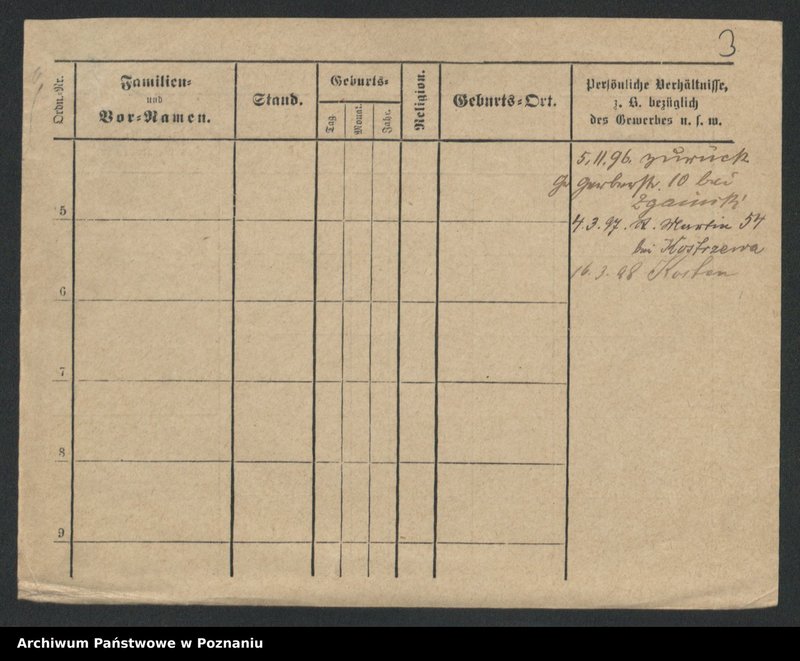 3
Ordn.-Nr.
Familien-
und
Vor-Namen.
Stand.
Geburts-
Tag.
Monat.
Jahr.
Religion.
Geburts-Ort.
Persönliche Verhältnisse,
z. B. bezüglich
des Gewerbes u. s. w.
5.11.96. zurück
Gr Gerberstr. 10 bei
4.3.97. St. Martin 54
bei Kostrzewa
16.3.98 Kosten
5
6
7
8
9
Archiwum Państwowe w Poznaniu